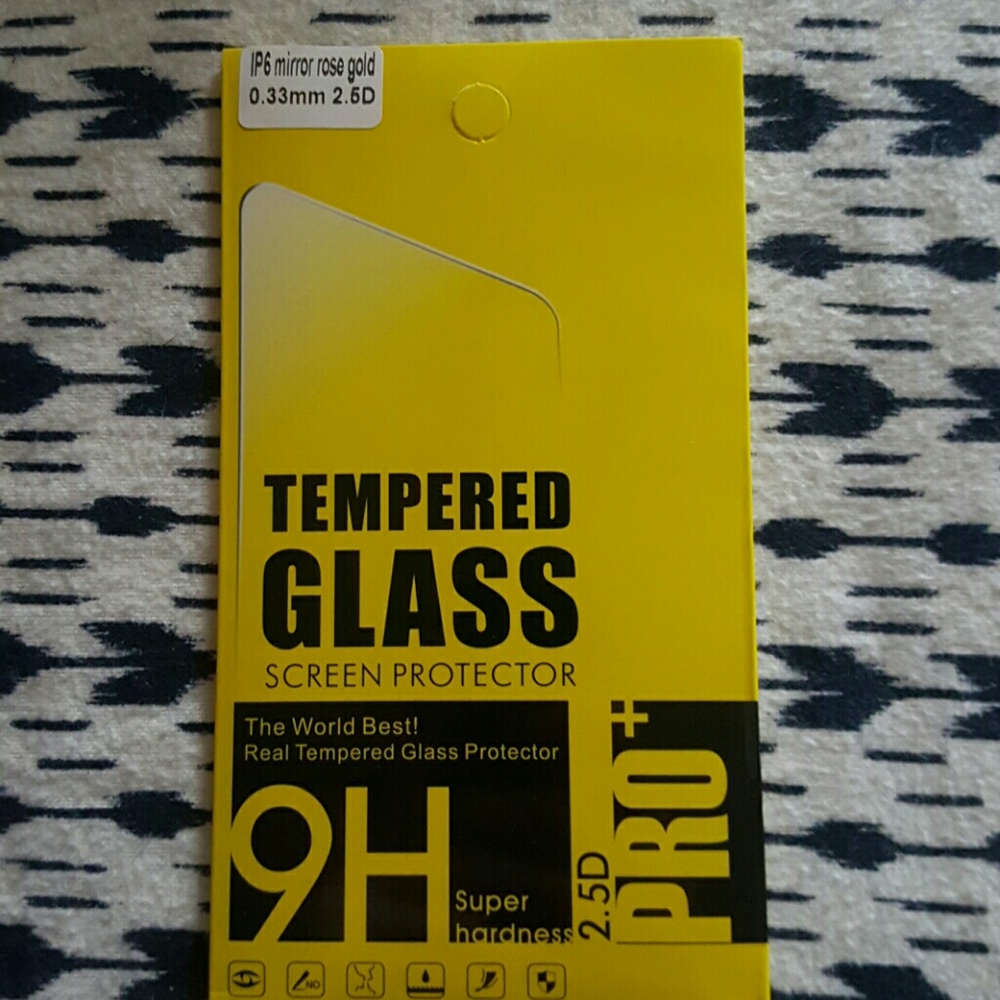 IP6 mirror rose gold
0.33mm 2.5D
TEMPERED
GLASS
SCREEN PROTECTOR
The World Best!
Real Tempered Glass Protector
9H
Super
hardness
2.5D
PRO+
NO